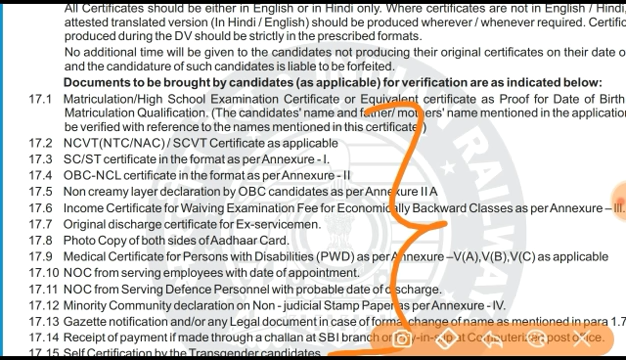 All Certificates should be either in English or in Hindi only. Where certificates are not in English / Hindi,
attested translated version (In Hindi / English) should be produced wherever / whenever required. Certific
produced during the DV should be strictly in the prescribed formats.
No additional time will be given to the candidates not producing their original certificates on their date o
and the candidature of such candidates is liable to be forfeited.
Documents to be brought by candidates (as applicable) for verification are as indicated below:
17.1 Matriculation/High School Examination Certificate or Equivalent certificate as Proof for Date of Birth
Matriculation Qualification. (The candidates' name and father/ mothers' name mentioned in the application
be verified with reference to the names mentioned in this certificate.)
17.2 NCVT(NTC/NAC) / SCVT Certificate as applicable
17.3 SC/ST certificate in the format as per Annexure - I.
17.4 OBC-NCL certificate in the format as per Annexure - II
17.5 Non creamy layer declaration by OBC candidates as per Annexure II A
17.6 Income Certificate for Waiving Examination Fee for Economically Backward Classes as per Annexure – III.
17.7 Original discharge certificate for Ex-servicemen.
17.8 Photo Copy of both sides of Aadhaar Card.
17.9 Medical Certificate for Persons with Disabilities (PWD) as per Annexure –V(A),V(B),V(C) as applicable
17.10 NOC from serving employees with date of appointment.
17.11 NOC from Serving Defence Personnel with probable date of discharge.
17.12 Minority Community declaration on Non - judicial Stamp Paper as per Annexure - IV.
17.13 Gazette notification and/or any Legal document in case of formal change of name as mentioned in para 1.7
17.14 Receipt of payment if made through a challan at SBI branch or post office.
17.15 Self Certification by the Transgender candidates
RAILWAY